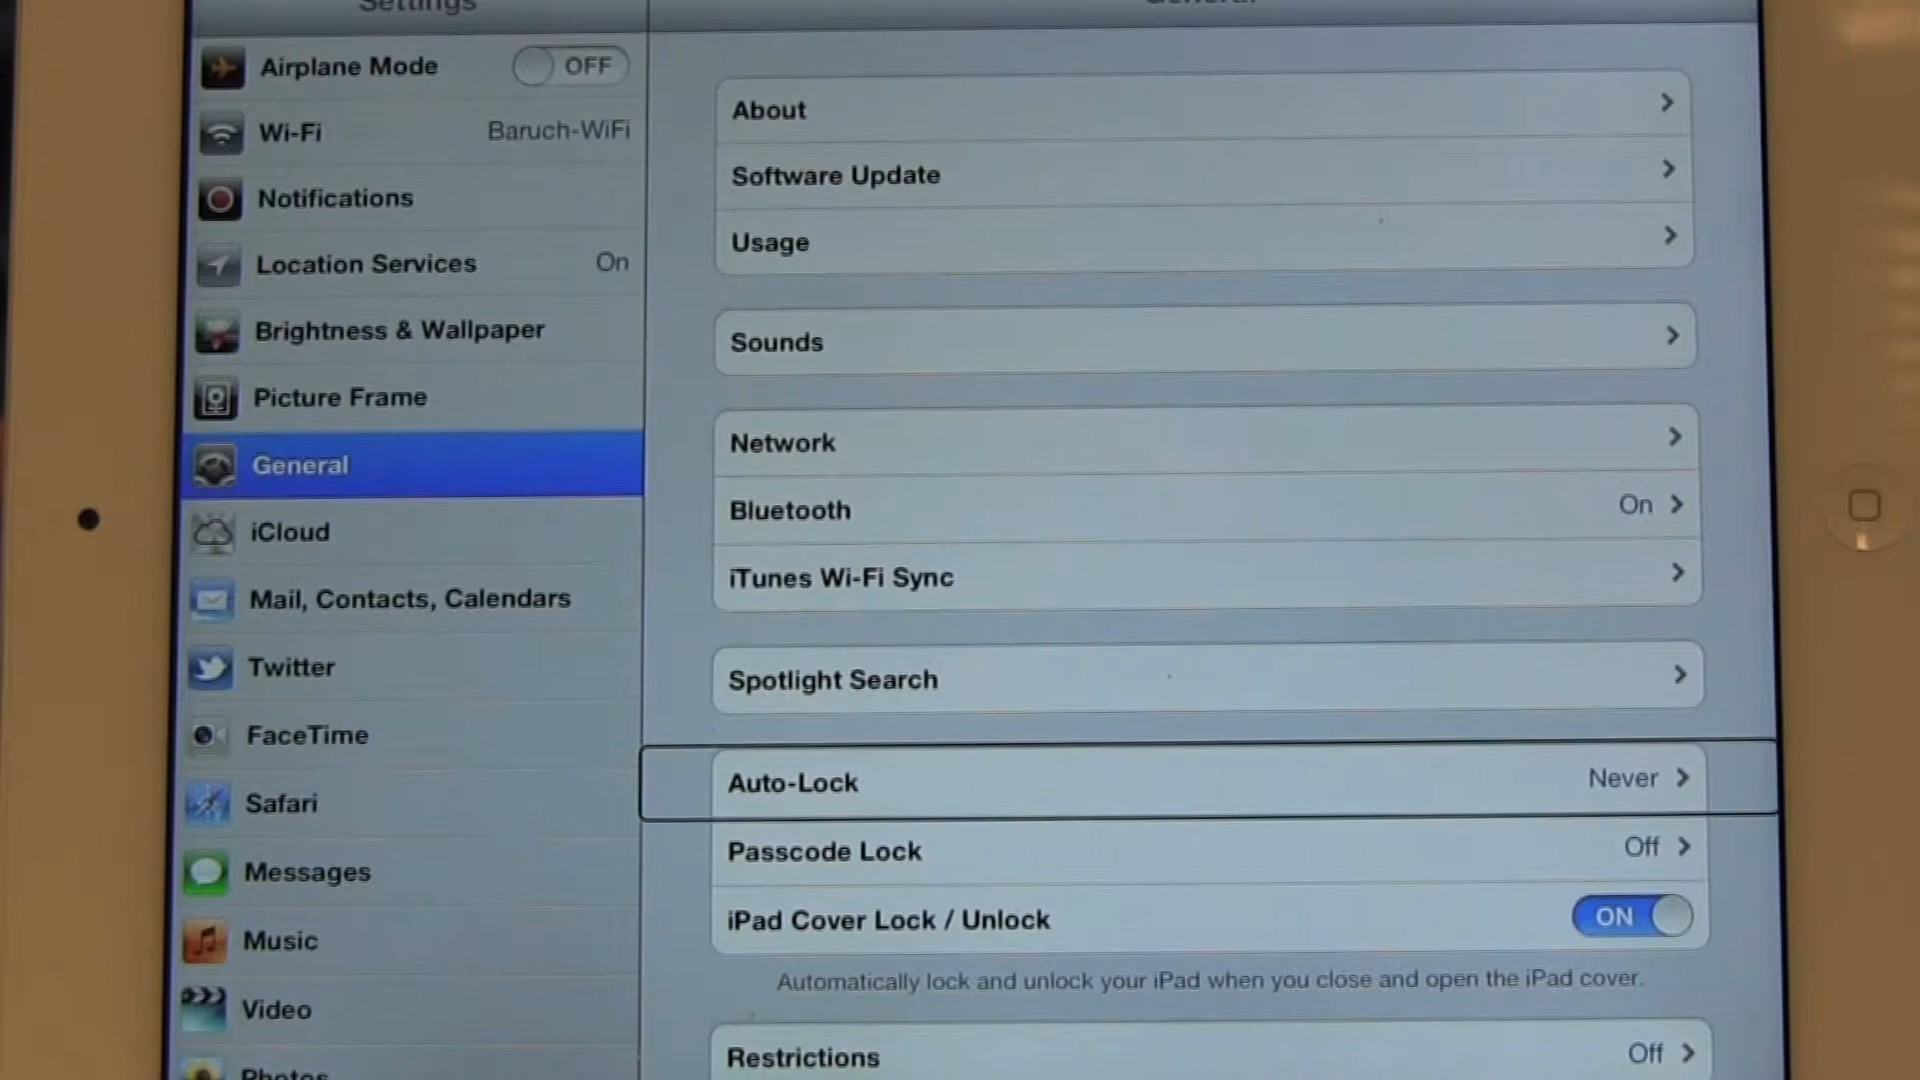 Settings
General
Airplane Mode OFF
Wi-Fi Baruch-WiFi
Notifications
Location Services On
Brightness & Wallpaper
Picture Frame
General
iCloud
Mail, Contacts, Calendars
Twitter
FaceTime
Safari
Messages
Music
Video
Photos
About
Software Update
Usage
Sounds
Network
Bluetooth On
iTunes Wi-Fi Sync
Spotlight Search
Auto-Lock Never
Passcode Lock Off
iPad Cover Lock / Unlock ON
Automatically lock and unlock your iPad when you close and open the iPad cover.
Restrictions Off